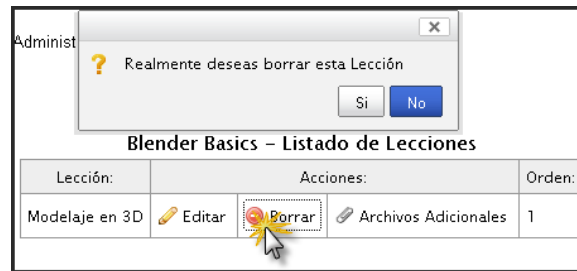 Administ
Realmente deseas borrar esta Lección
Si No
Blender Basics – Listado de Lecciones
Lección: Acciones: Orden:
Modelaje en 3D Editar Borrar Archivos Adicionales 1